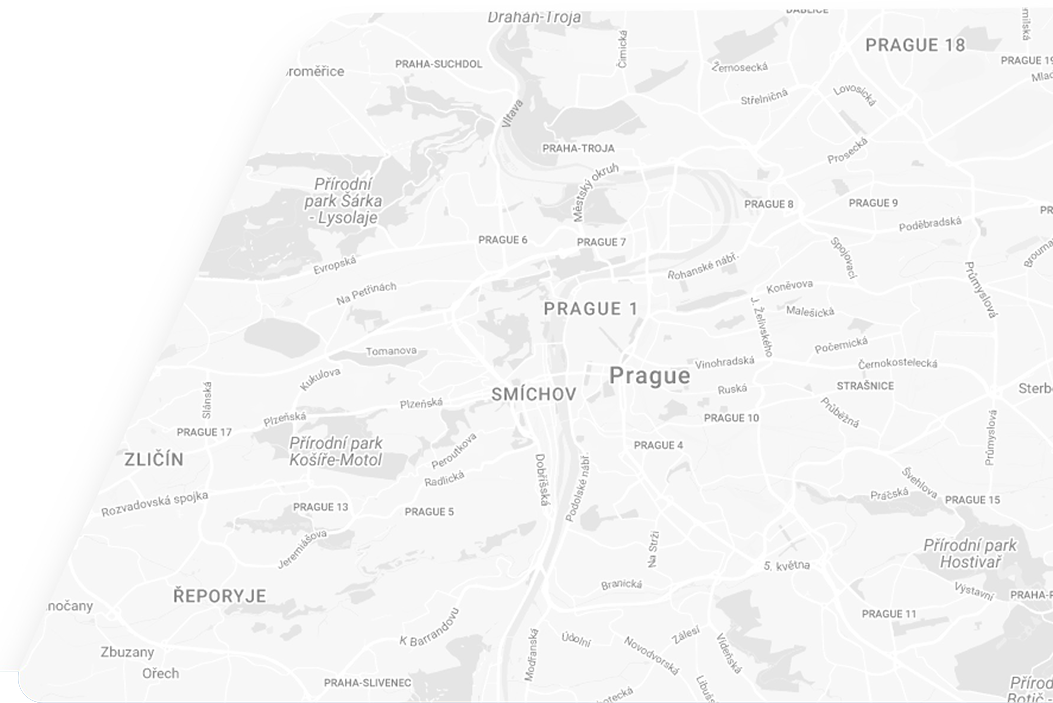 Drahaň-Troja
DÁBLICE
PRAGUE 18
Čimická
PRAHA-SUCHDOL
PRAGUE 19
Žernosecká
Střelničná
Lovosická
Vltava
PRAHA-TROJA
Prosecká
Městský okruh
Přírodní
park Šárka
- Lysolaje
PRAGUE 8
PRAGUE 9
Poděbradská
PRAGUE 6
PRAGUE 7
Spojovací
Evropská
Rohanské nábř.
Průmyslová
Na Petřinách
Koněvova
PRAGUE 1
J. Želivského
Malešická
Tomanova
Počernická
Vinohradská
Černokostelecká
Kukulova
Prague
Ruská
STRAŠNICE
SMÍCHOV
Slánská
Plzeňská
Plzeňská
Průběžná
PRAGUE 10
PRAGUE 17
Přírodní park
Košíře-Motol
PRAGUE 4
Průmyslová
ZLIČÍN
Peroutkova
Radlická
Dobříšská
Podolské nábř.
Švehlova
Pražská
PRAGUE 15
Rozvadovská spojka
PRAGUE 13
PRAGUE 5
Jeremiášova
Na Strži
Přírodní park
Hostivař
5. května
Branická
Výstavní
ŘEPORYJE
PRAGUE 11
K Barrandovu
Modřanská
Údolní
Novodvorská
Zálesí
Vídeňská
Zbuzany
Ořech
PRAHA-SLIVENEC